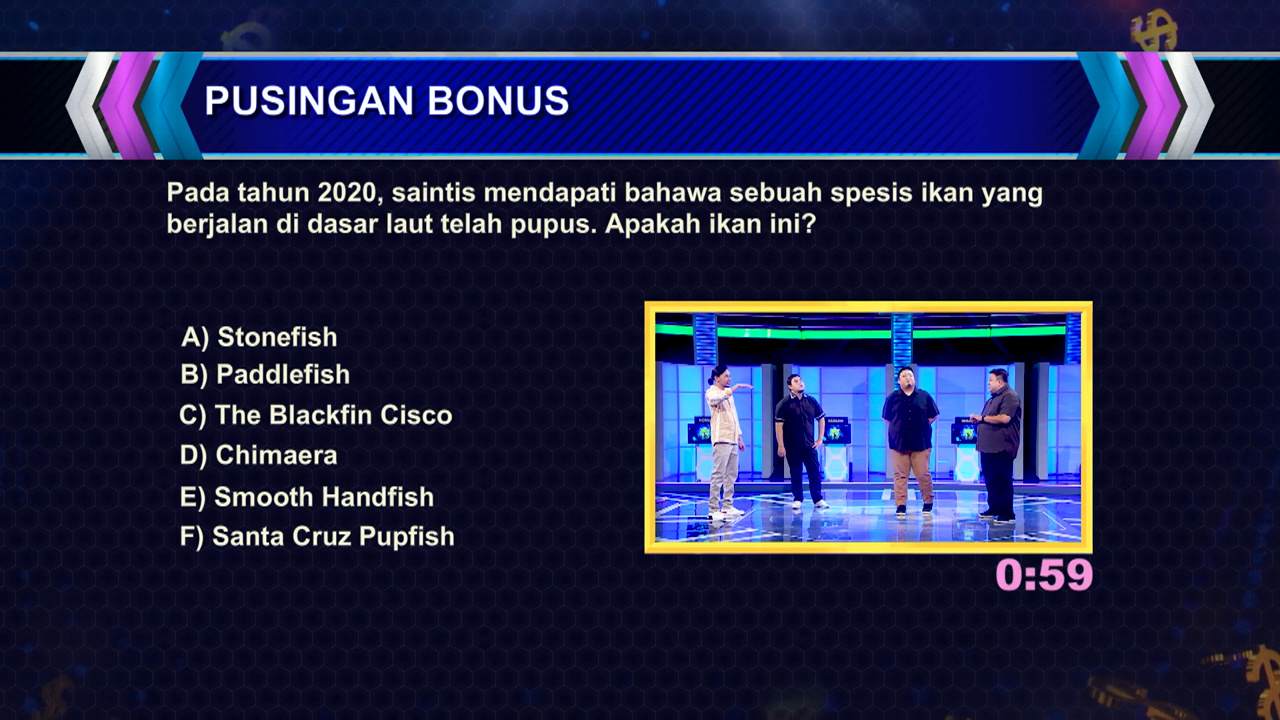 PUSINGAN BONUS
Pada tahun 2020, saintis mendapati bahawa sebuah spesis ikan yang
berjalan di dasar laut telah pupus. Apakah ikan ini?
A) Stonefish
B) Paddlefish
C) The Blackfin Cisco
D) Chimaera
E) Smooth Handfish
F) Santa Cruz Pupfish
0:59